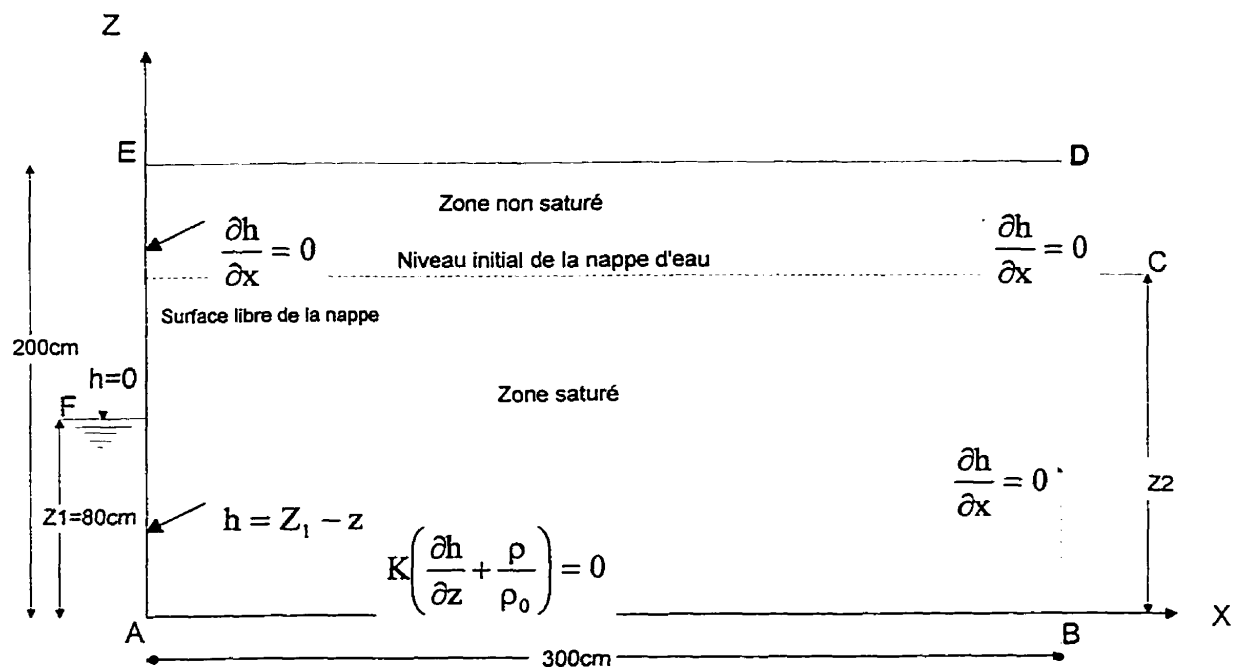 Z
E
D
Zone non saturé
∂h/∂x = 0
∂h/∂x = 0
Niveau initial de la nappe d'eau
C
Surface libre de la nappe
200cm
h=0
Zone saturé
F
∂h/∂x = 0
Z2
Z1=80cm
h = Z₁ − z
K(∂h/∂z + ρ/ρ₀) = 0
A
B
X
300cm